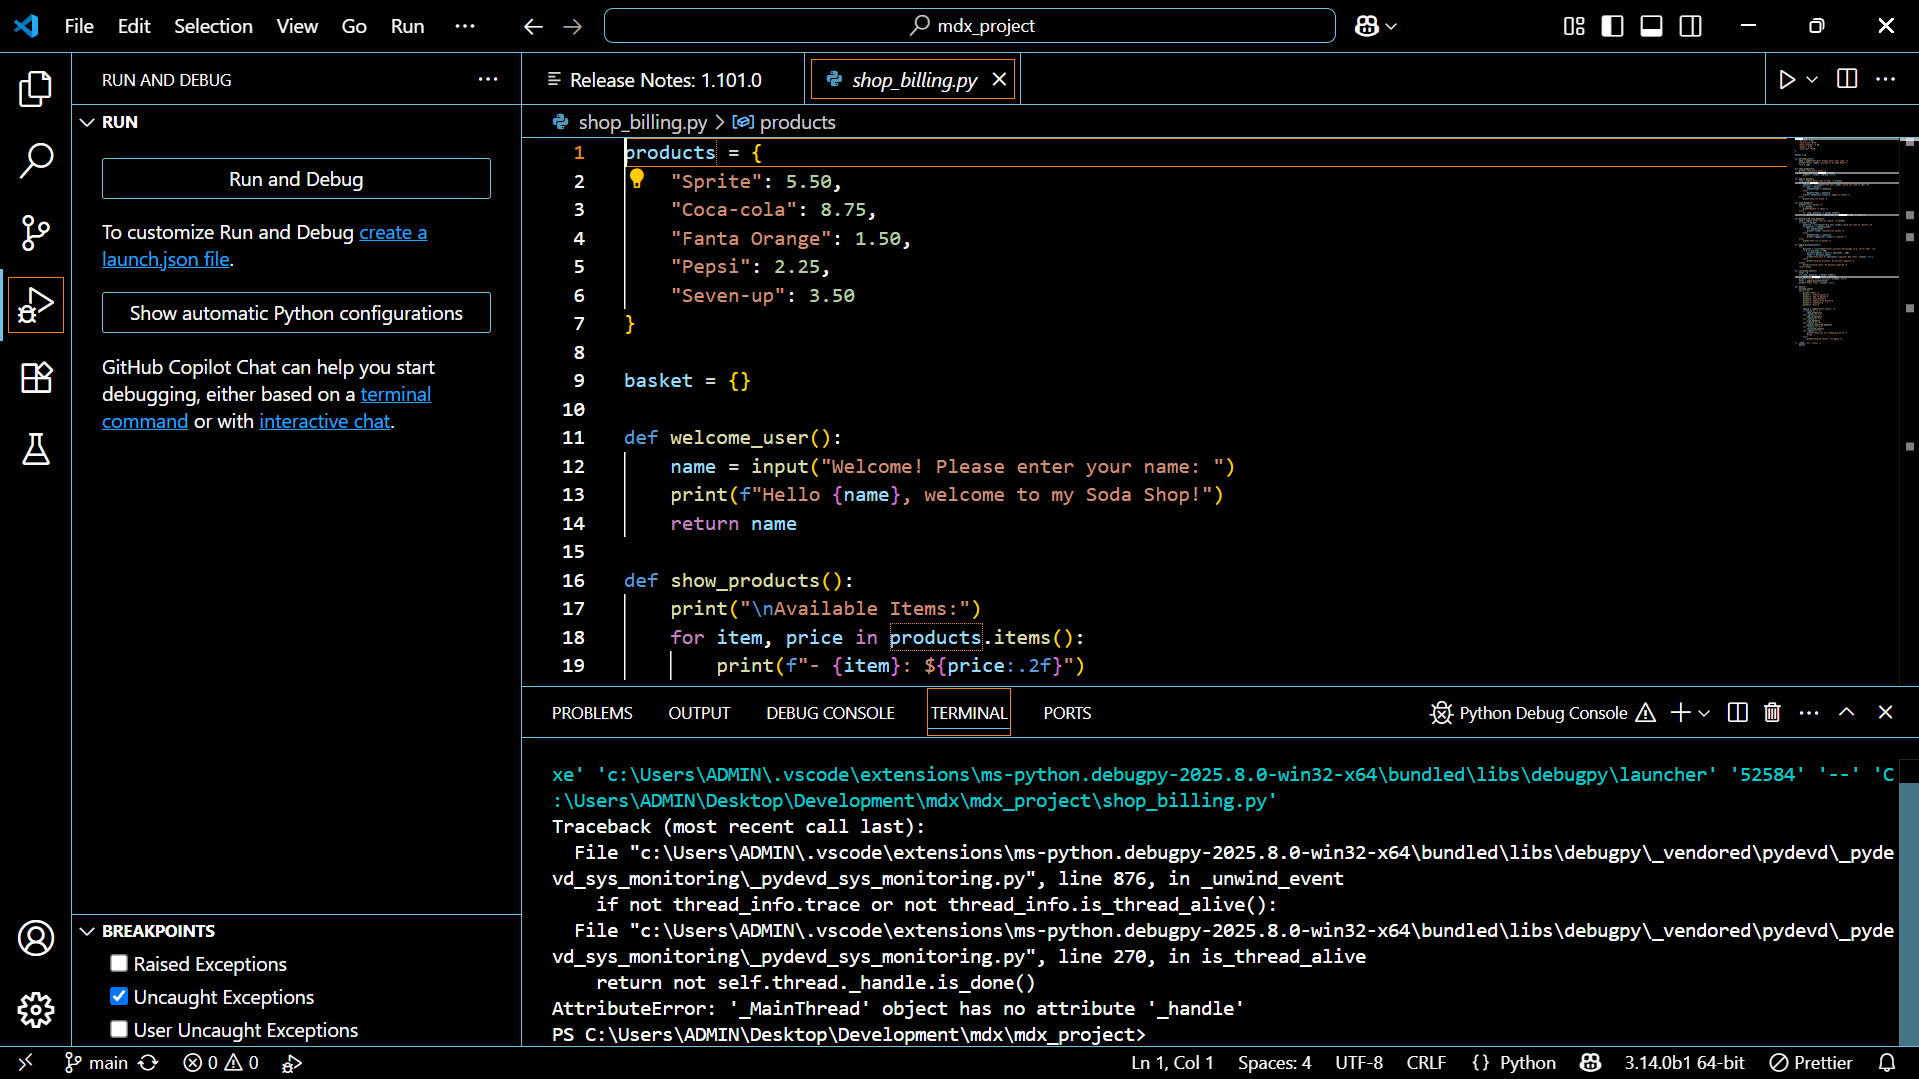 File Edit Selection View Go Run ···
mdx_project
RUN AND DEBUG
RUN
Run and Debug
To customize Run and Debug create a
launch.json file.
Show automatic Python configurations
GitHub Copilot Chat can help you start
debugging, either based on a terminal
command or with interactive chat.
BREAKPOINTS
Raised Exceptions
Uncaught Exceptions
User Uncaught Exceptions
Release Notes: 1.101.0
shop_billing.py
shop_billing.py > products
1 products = {
2 "Sprite": 5.50,
3 "Coca-cola": 8.75,
4 "Fanta Orange": 1.50,
5 "Pepsi": 2.25,
6 "Seven-up": 3.50
7 }
8
9 basket = {}
10
11 def welcome_user():
12 name = input("Welcome! Please enter your name: ")
13 print(f"Hello {name}, welcome to my Soda Shop!")
14 return name
15
16 def show_products():
17 print("\nAvailable Items:")
18 for item, price in products.items():
19 print(f"- {item}: ${price:.2f}")
PROBLEMS OUTPUT DEBUG CONSOLE TERMINAL PORTS
Python Debug Console
xe' 'c:\Users\ADMIN\.vscode\extensions\ms-python.debugpy-2025.8.0-win32-x64\bundled\libs\debugpy\launcher' '52584' '--' 'C
:\Users\ADMIN\Desktop\Development\mdx\mdx_project\shop_billing.py'
Traceback (most recent call last):
File "c:\Users\ADMIN\.vscode\extensions\ms-python.debugpy-2025.8.0-win32-x64\bundled\libs\debugpy\_vendored\pydevd\_pyde
vd_sys_monitoring\_pydevd_sys_monitoring.py", line 876, in _unwind_event
if not thread_info.trace or not thread_info.is_thread_alive():
File "c:\Users\ADMIN\.vscode\extensions\ms-python.debugpy-2025.8.0-win32-x64\bundled\libs\debugpy\_vendored\pydevd\_pyde
vd_sys_monitoring\_pydevd_sys_monitoring.py", line 270, in is_thread_alive
return not self.thread._handle.is_done()
AttributeError: '_MainThread' object has no attribute '_handle'
PS C:\Users\ADMIN\Desktop\Development\mdx\mdx_project>
main 0 0
Ln 1, Col 1 Spaces: 4 UTF-8 CRLF {} Python 3.14.0b1 64-bit Prettier